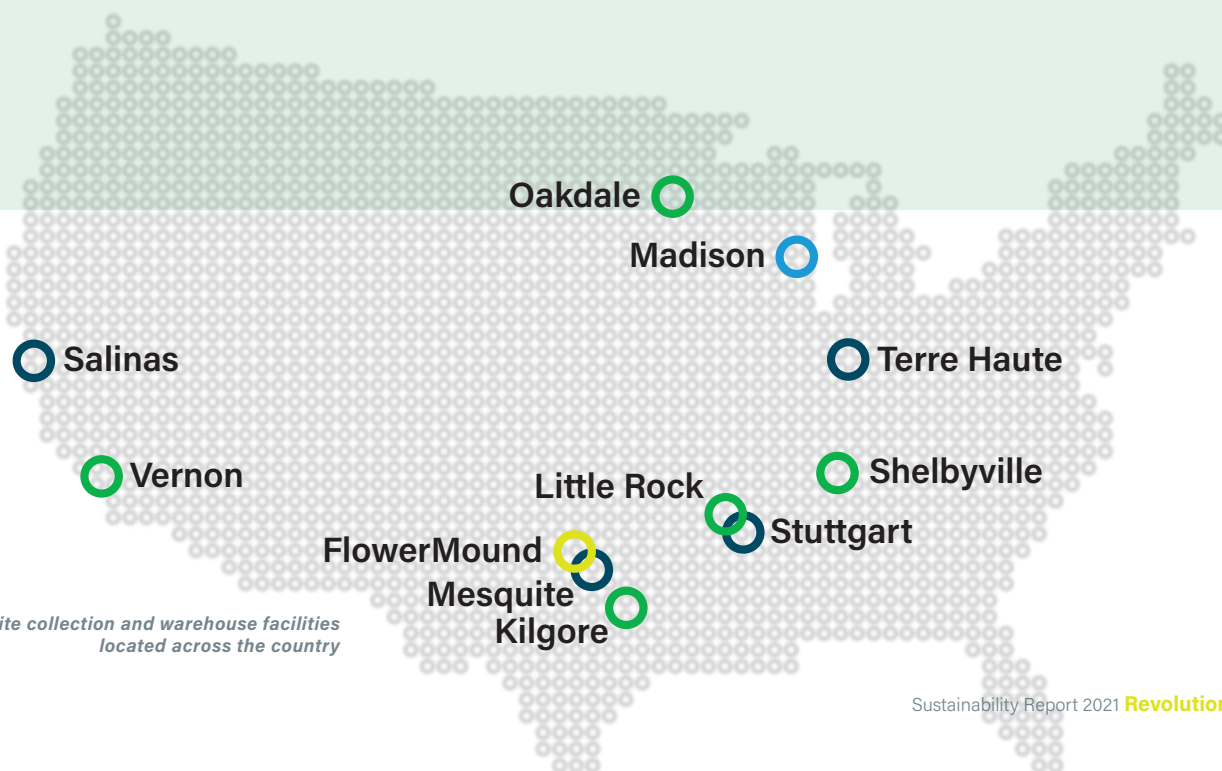 Oakdale
Madison
Salinas
Terre Haute
Vernon
Shelbyville
Little Rock
Stuttgart
FlowerMound
Mesquite
Kilgore
collection and warehouse facilities
located across the country
Sustainability Report 2021 Revolution